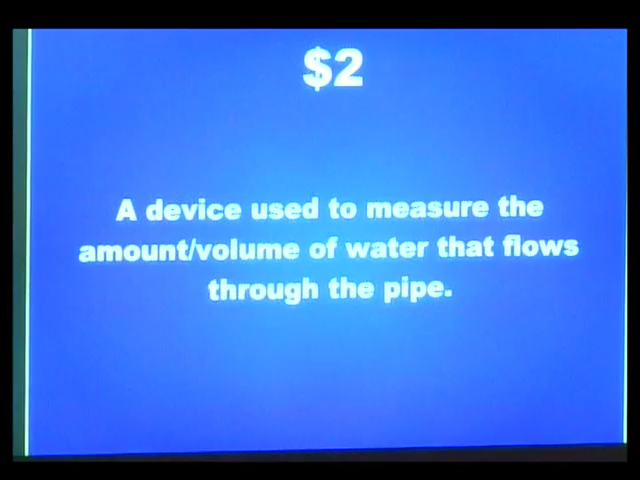 $2
A device used to measure the
amount/volume of water that flows
through the pipe.